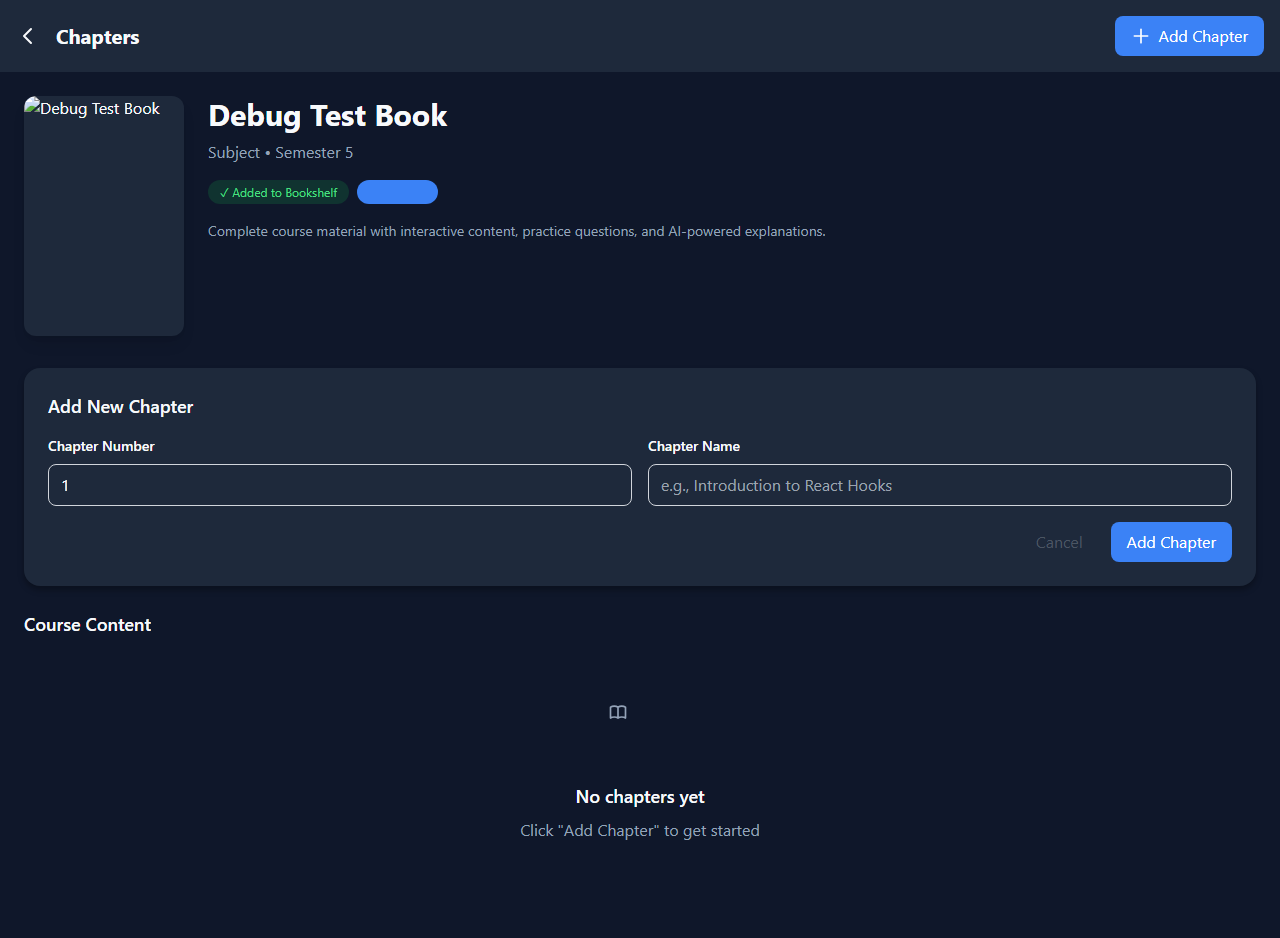 Chapters
Add Chapter
Debug Test Book
Debug Test Book
Subject • Semester 5
✓ Added to Bookshelf
Complete course material with interactive content, practice questions, and AI-powered explanations.
Add New Chapter
Chapter Number
Chapter Name
1
e.g., Introduction to React Hooks
Cancel
Add Chapter
Course Content
No chapters yet
Click "Add Chapter" to get started